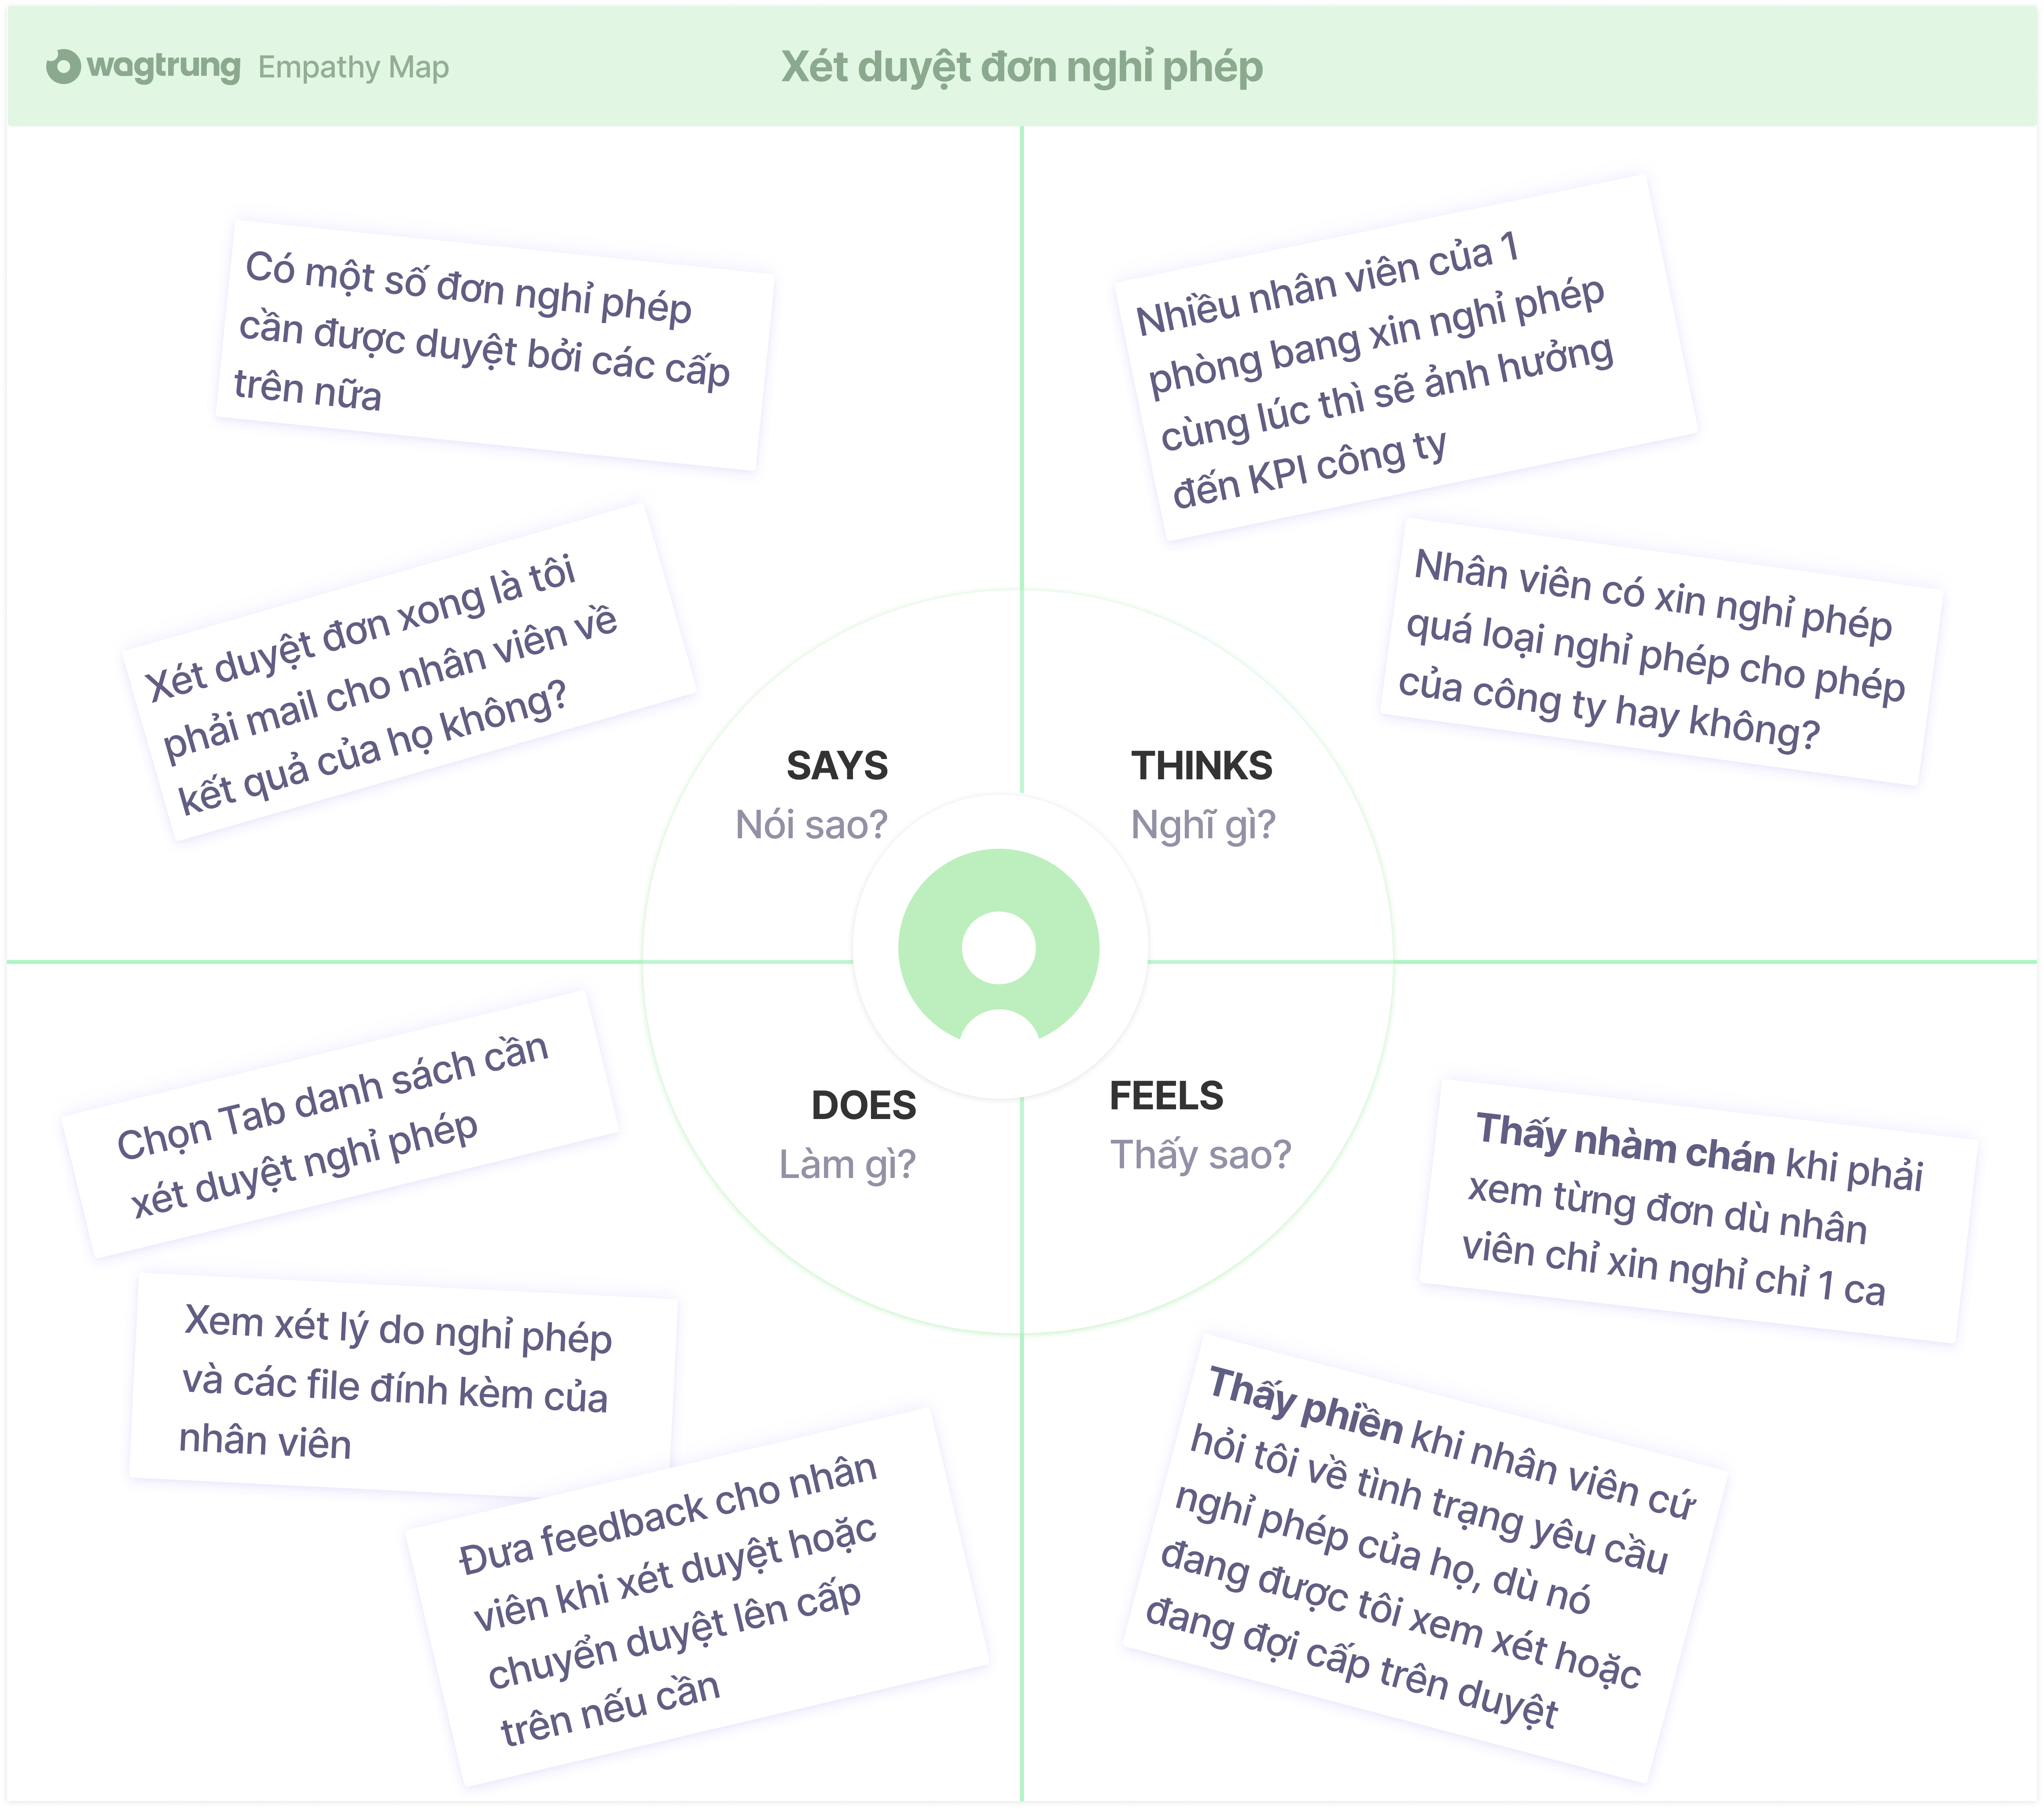 wagtrung Empathy Map
Xét duyệt đơn nghỉ phép
Có một số đơn nghỉ phép
cần được duyệt bởi các cấp
trên nữa
Xét duyệt đơn xong là tôi
phải mail cho nhân viên về
kết quả của họ không?
SAYS
Nói sao?
Nhiều nhân viên của 1
phòng bang xin nghỉ phép
cùng lúc thì sẽ ảnh hưởng
đến KPI công ty
Nhân viên có xin nghỉ phép
quá loại nghỉ phép cho phép
của công ty hay không?
THINKS
Nghĩ gì?
DOES
Làm gì?
Chọn Tab danh sách cần
xét duyệt nghỉ phép
Xem xét lý do nghỉ phép
và các file đính kèm của
nhân viên
Đưa feedback cho nhân
viên khi xét duyệt hoặc
chuyển duyệt lên cấp
trên nếu cần
FEELS
Thấy sao?
Thấy nhàm chán khi phải
xem từng đơn dù nhân
viên chỉ xin nghỉ chỉ 1 ca
Thấy phiền khi nhân viên cứ
hỏi tôi về tình trạng yêu cầu
nghỉ phép của họ, dù nó
đang được tôi xem xét hoặc
đang đợi cấp trên duyệt